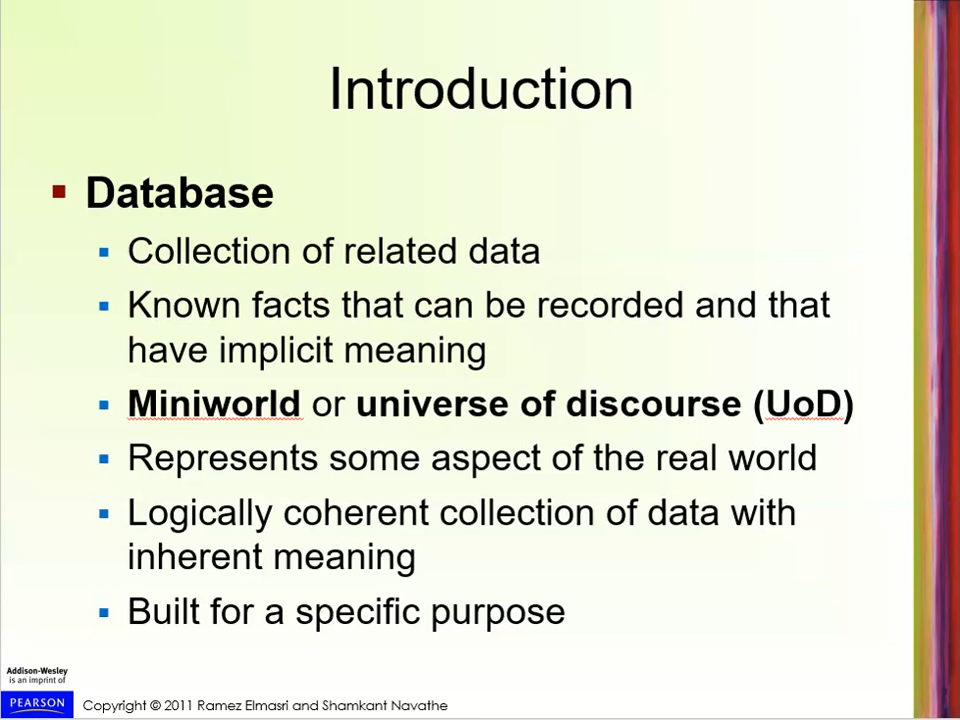 Introduction
Database
Collection of related data
Known facts that can be recorded and that
have implicit meaning
Miniworld or universe of discourse (UoD)
Represents some aspect of the real world
Logically coherent collection of data with
inherent meaning
Built for a specific purpose
Addison-Wesley
is an imprint of
PEARSON
Copyright © 2011 Ramez Elmasri and Shamkant Navathe